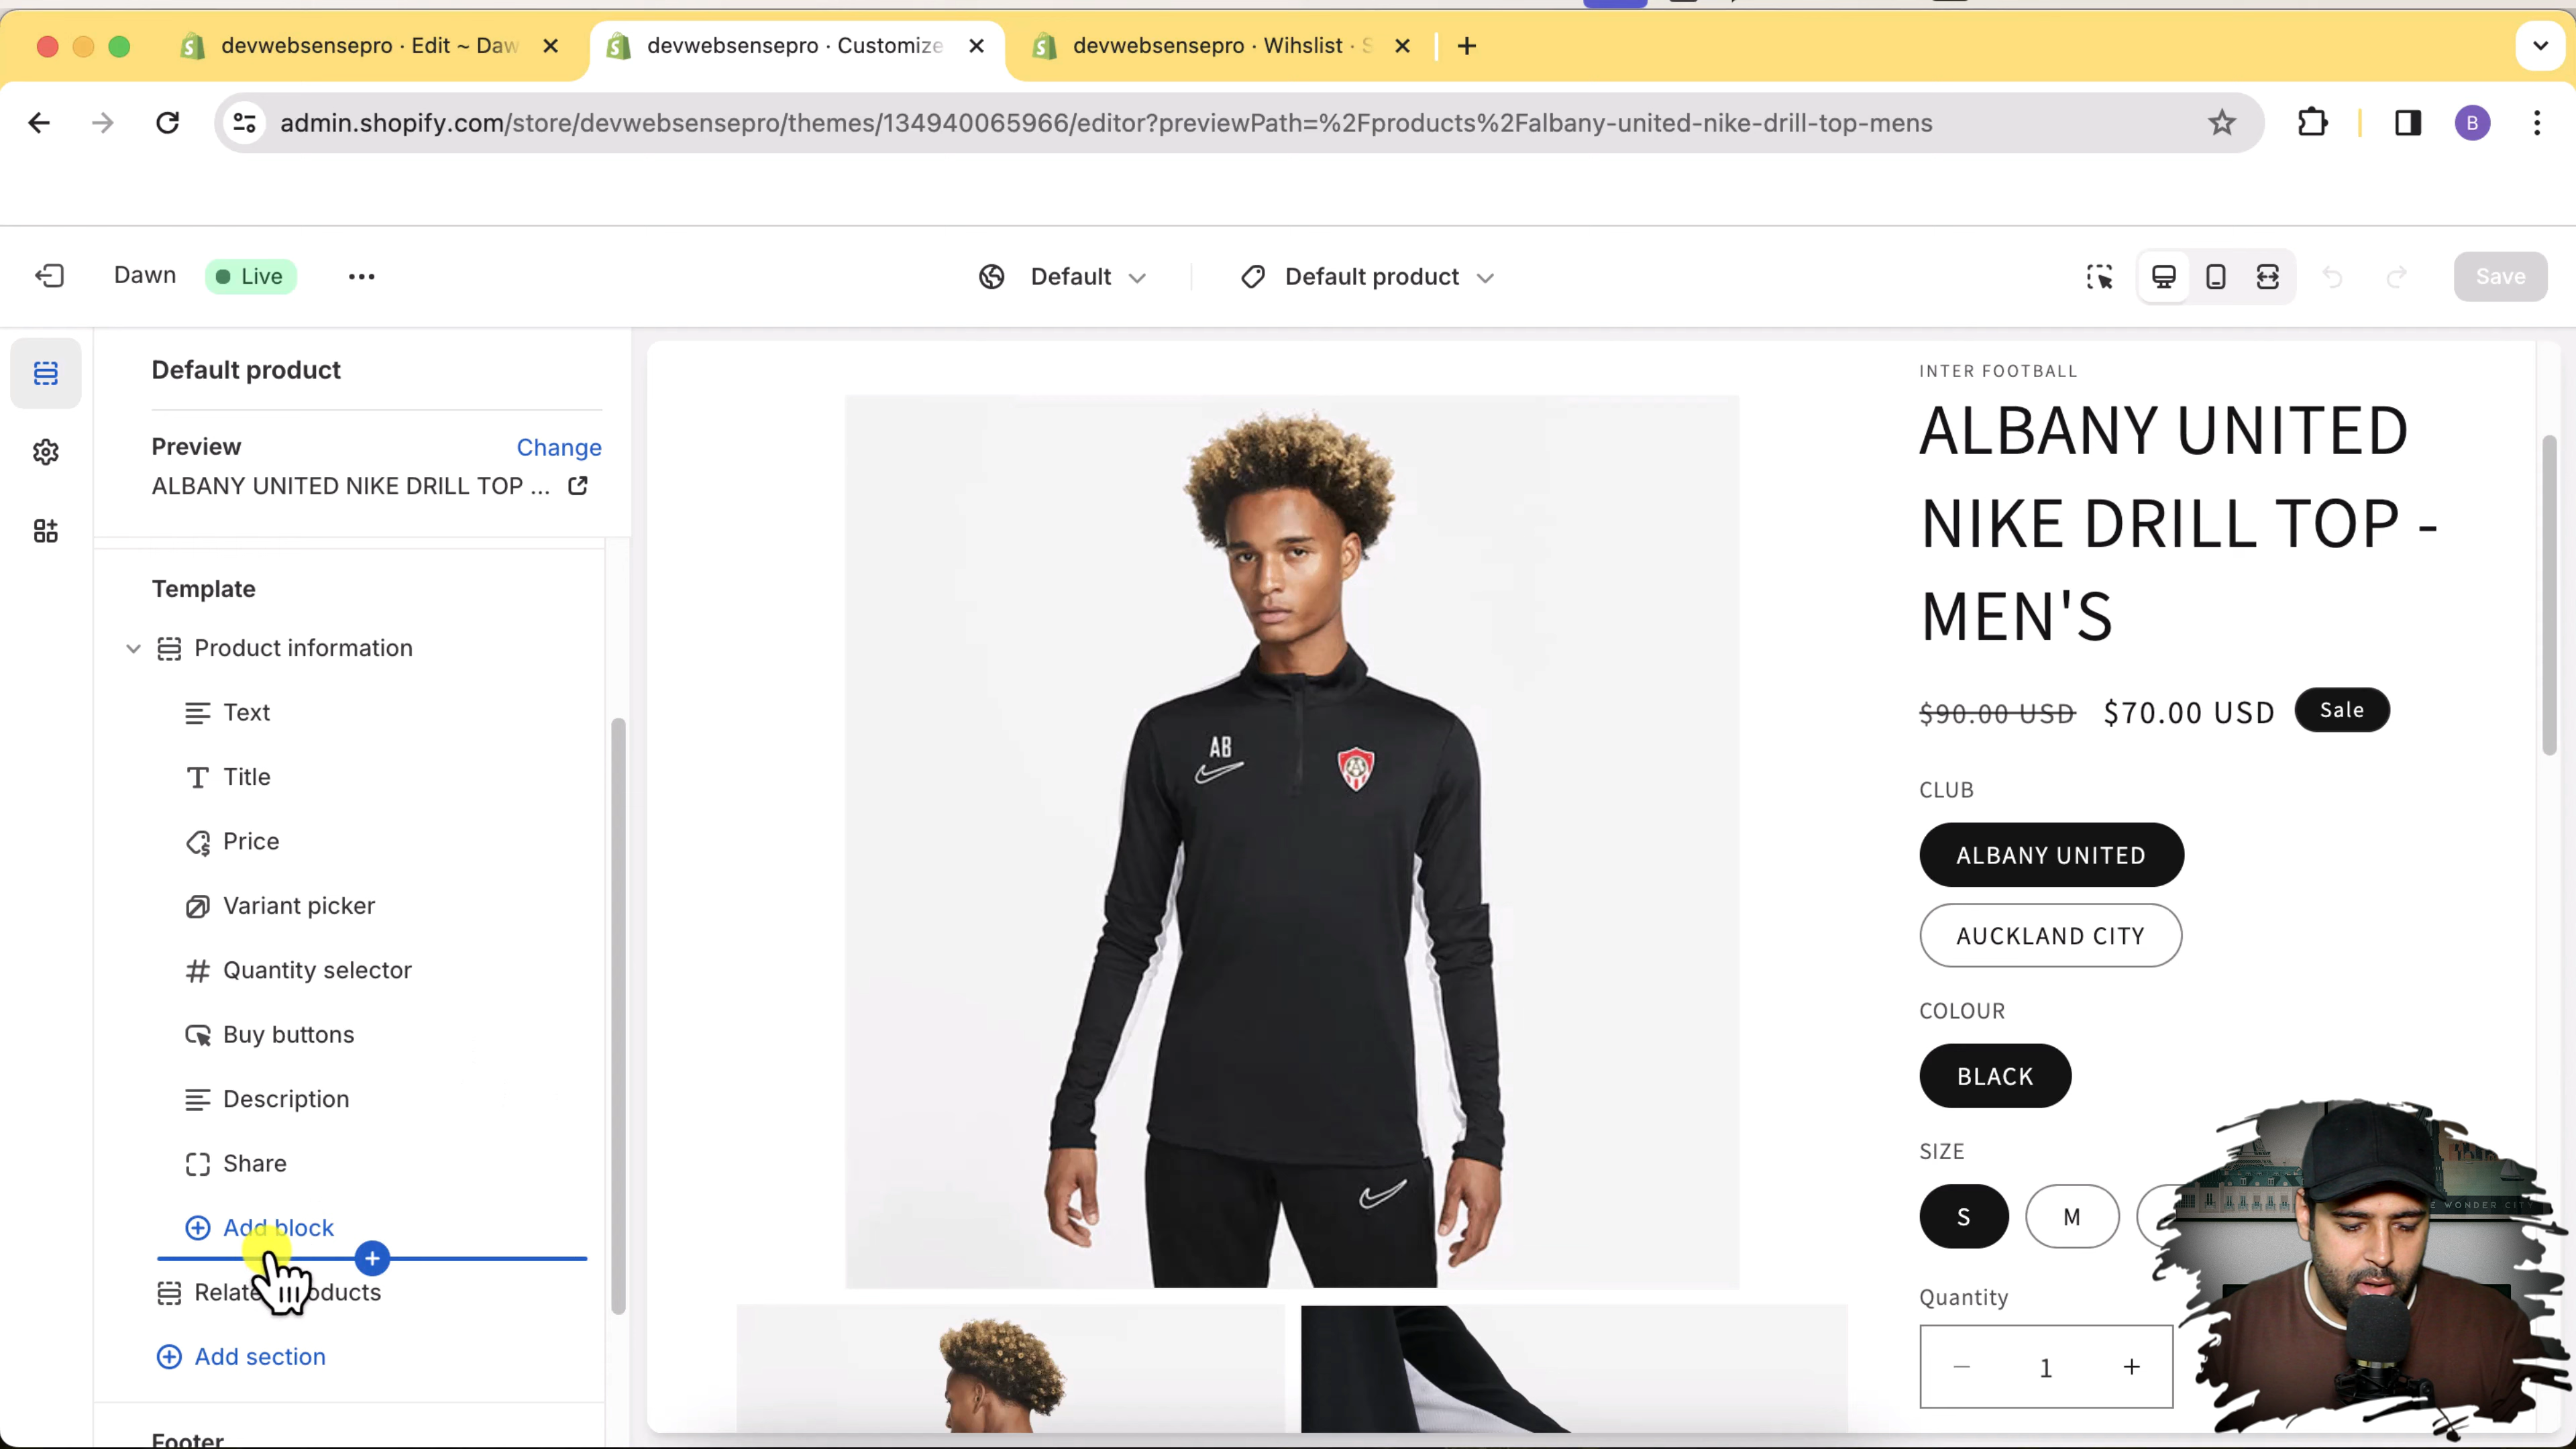 devwebsensepro · Edit ~ Daw
devwebsensepro · Customize
devwebsensepro · Wihslist · S
admin.shopify.com/store/devwebsensepro/themes/134940065966/editor?previewPath=%2Fproducts%2Falbany-united-nike-drill-top-mens
B
Dawn
Live
Default
Default product
Save
Default product
Preview
Change
ALBANY UNITED NIKE DRILL TOP ...
Template
Product information
Text
Title
Price
Variant picker
Quantity selector
Buy buttons
Description
Share
Add block
Related products
Add section
Footer
AB
INTER FOOTBALL
ALBANY UNITED
NIKE DRILL TOP -
MEN'S
$90.00 USD $70.00 USD Sale
CLUB
ALBANY UNITED
AUCKLAND CITY
COLOUR
BLACK
SIZE
S
M
Quantity
1
WONDER CITY